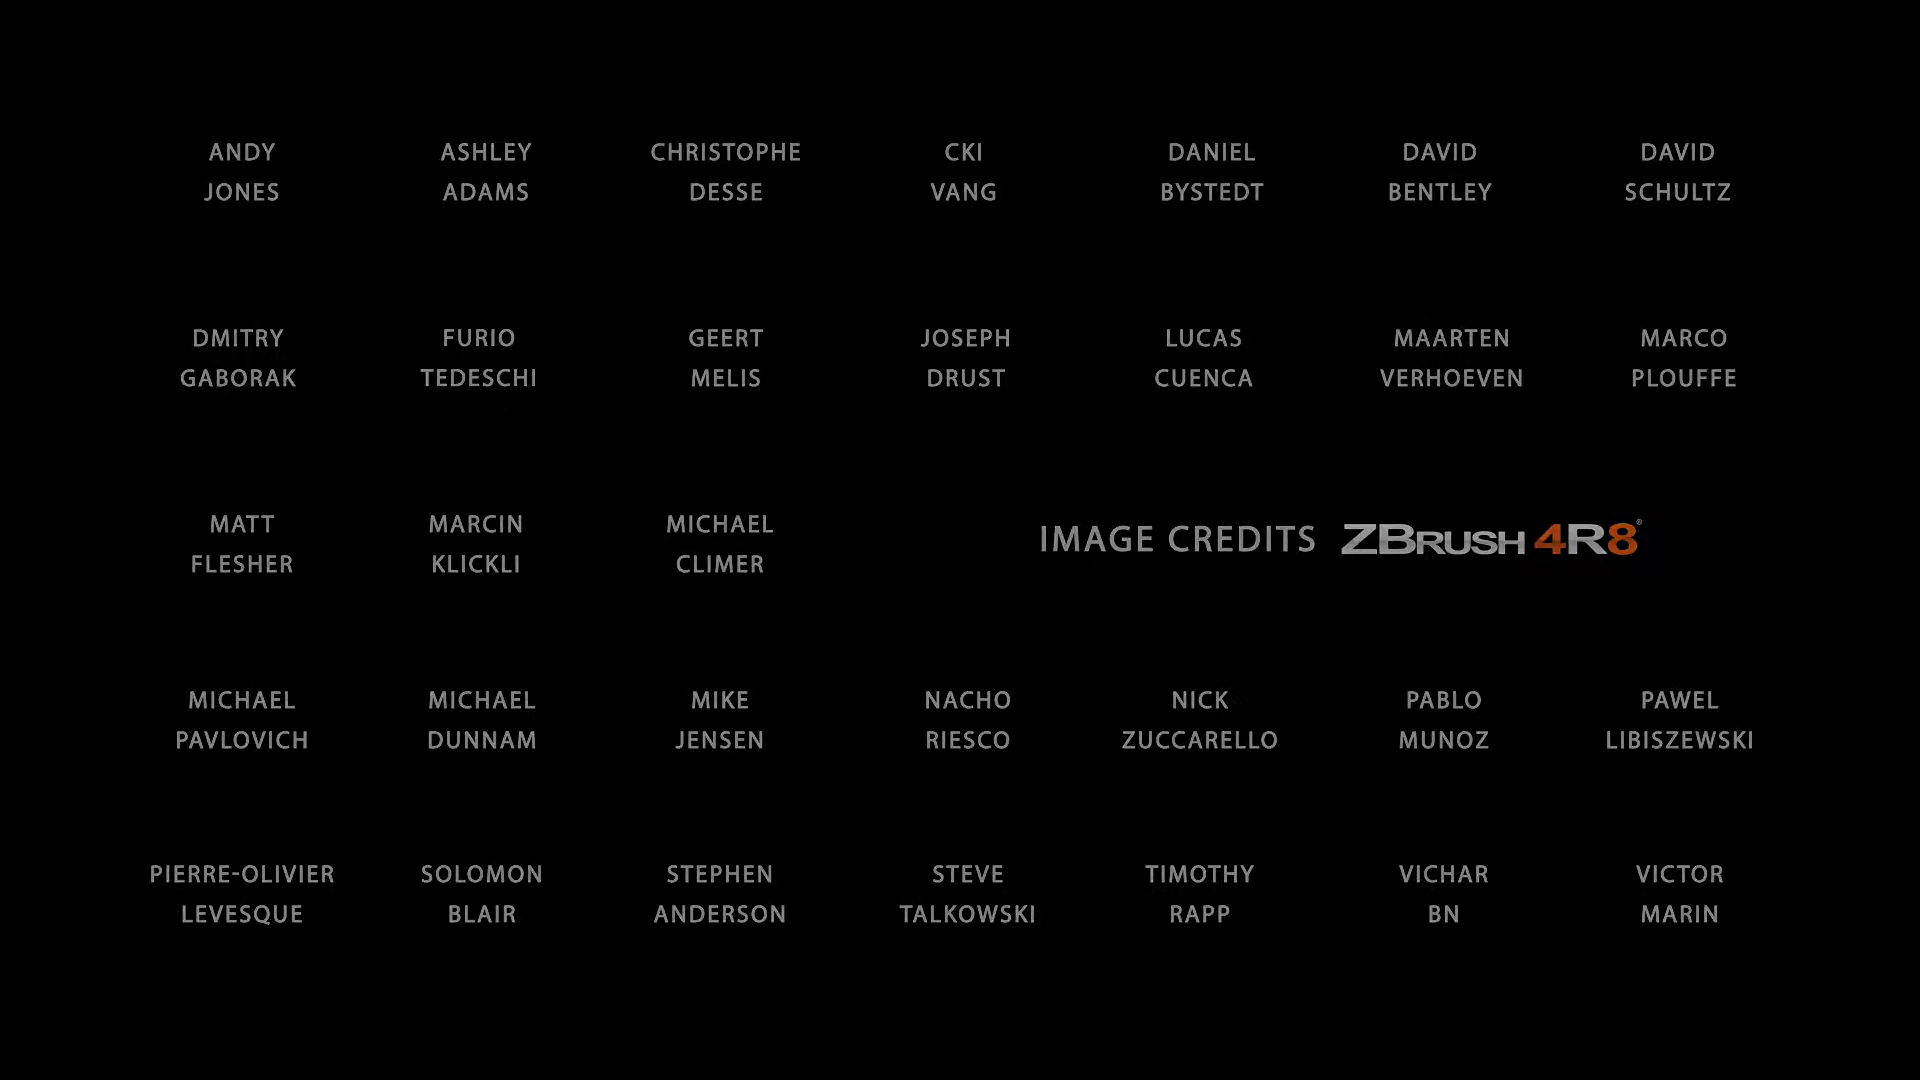 ANDY JONES
ASHLEY ADAMS
CHRISTOPHE DESSE
CKI VANG
DANIEL BYSTEDT
DAVID BENTLEY
DAVID SCHULTZ
DMITRY GABORAK
FURIO TEDESCHI
GEERT MELIS
JOSEPH DRUST
LUCAS CUENCA
MAARTEN VERHOEVEN
MARCO PLOUFFE
MATT FLESHER
MARCIN KLICKLI
MICHAEL CLIMER
IMAGE CREDITS ZBRUSH 4R8®
MICHAEL PAVLOVICH
MICHAEL DUNNAM
MIKE JENSEN
NACHO RIESCO
NICK ZUCCARELLO
PABLO MUNOZ
PAWEL LIBISZEWSKI
PIERRE-OLIVIER LEVESQUE
SOLOMON BLAIR
STEPHEN ANDERSON
STEVE TALKOWSKI
TIMOTHY RAPP
VICHAR BN
VICTOR MARIN